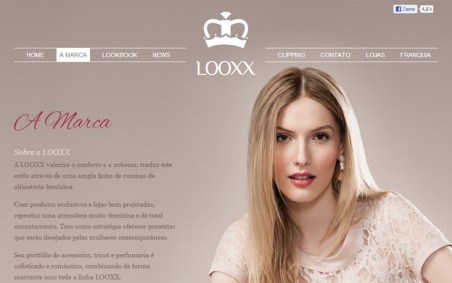 J'aime 4,8 k
HOME A MARCA LOOKBOOK NEWS CLIPPING CONTATO LOJAS FRANQUIA
LOOXX
A Marca
Sobre a LOOXX
A LOOXX valoriza o conforto e a nobreza, traduz este
estilo através de uma ampla linha de camisas de
alfaiataria feminina.
Com produtos exclusivos e lojas bem projetadas,
reproduz uma atmosfera muito feminina e de total
encantamento. Tem como estratégia oferecer presentes
que serão desejados pelas mulheres contemporâneas.
Seu portfólio de acessórios, tricot e perfumaria é
sofisticado e romântico, combinando de forma
marcante com toda a linha LOOXX.